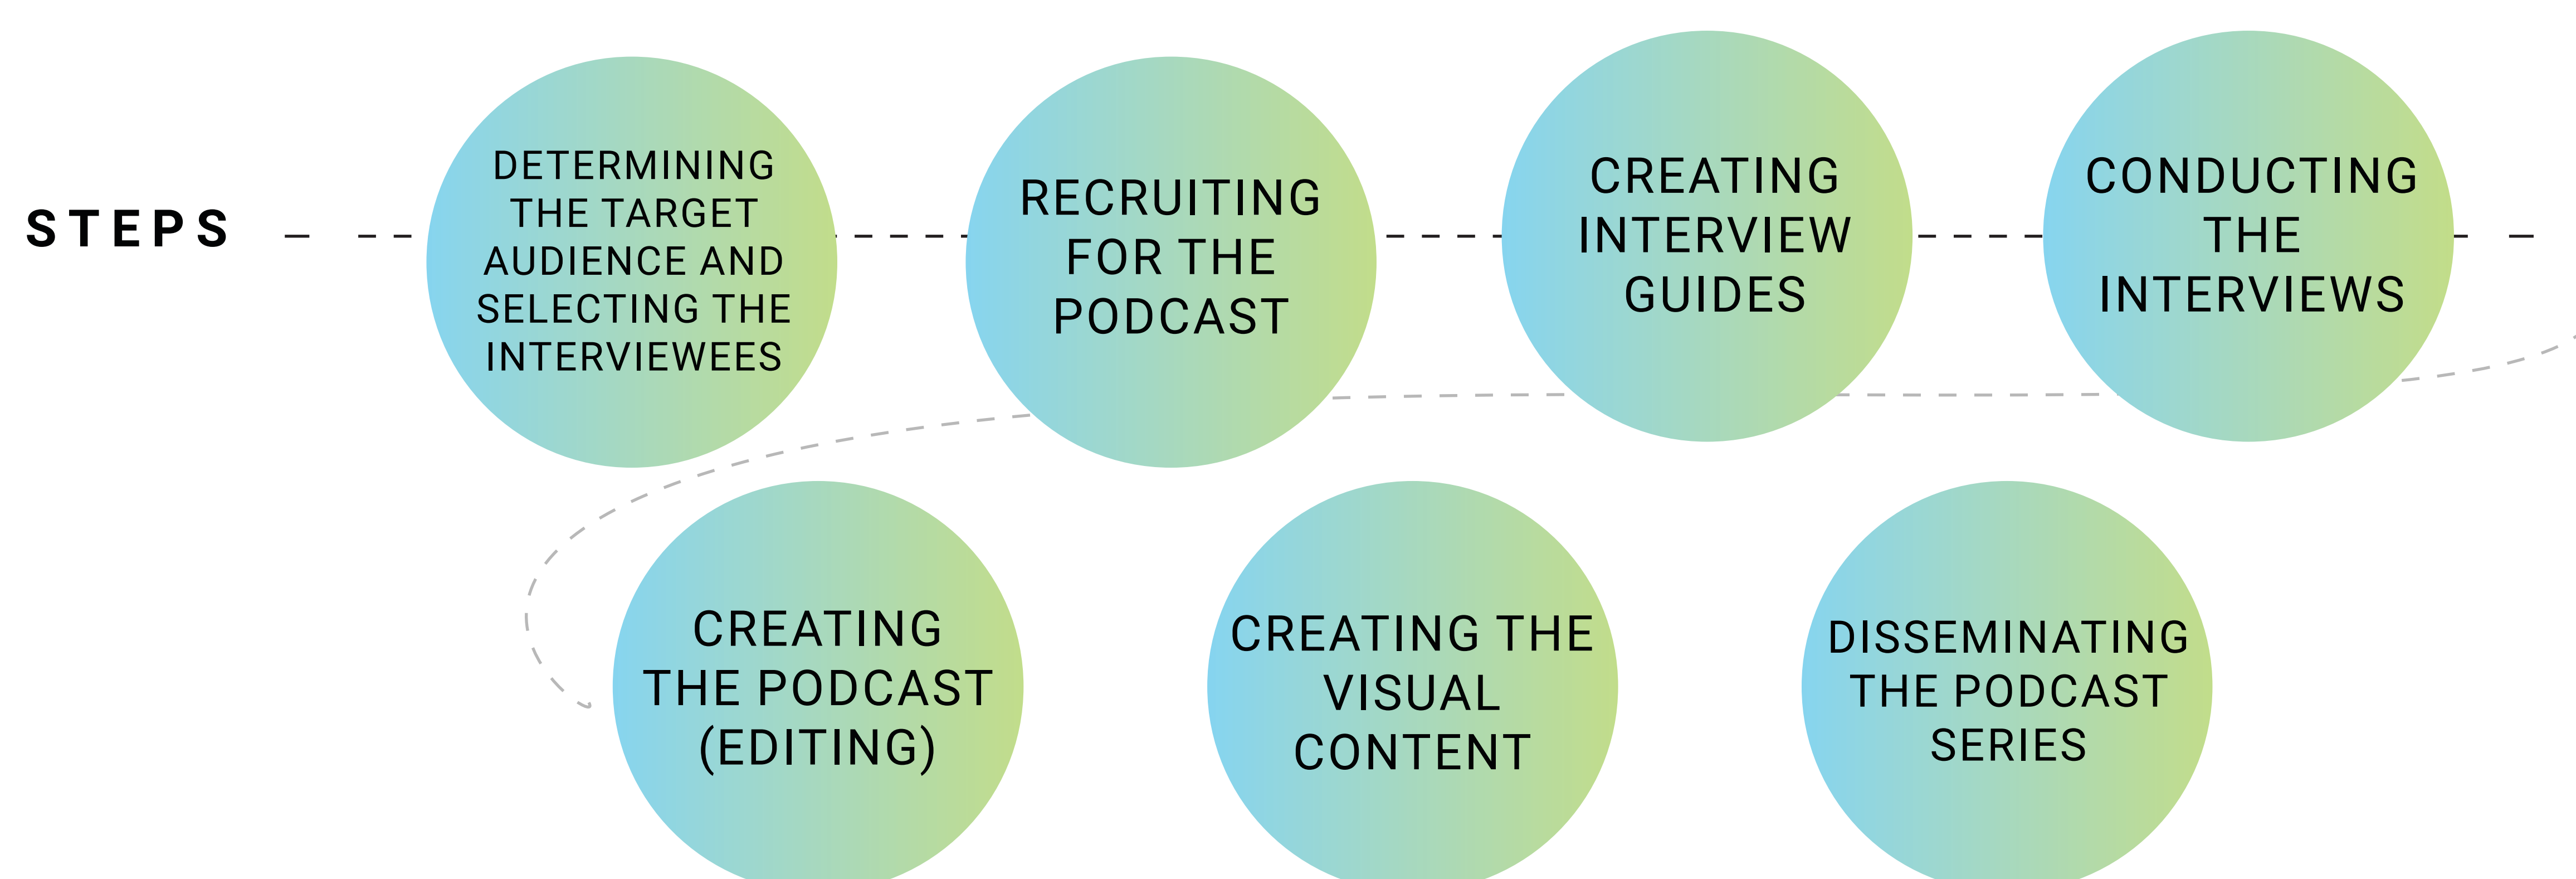 STEPS
DETERMINING
THE TARGET
AUDIENCE AND
SELECTING THE
INTERVIEWEES
RECRUITING
FOR THE
PODCAST
CREATING
INTERVIEW
GUIDES
CONDUCTING
THE
INTERVIEWS
CREATING
THE PODCAST
(EDITING)
CREATING THE
VISUAL
CONTENT
DISSEMINATING
THE PODCAST
SERIES